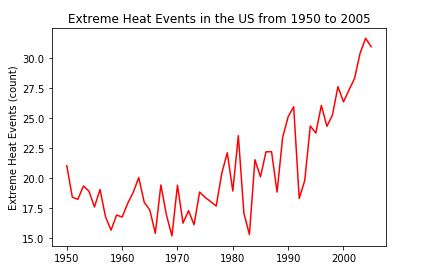 Extreme Heat Events in the US from 1950 to 2005
Extreme Heat Events (count)
30.0
27.5
25.0
22.5
20.0
17.5
15.0
1950 1960 1970 1980 1990 2000